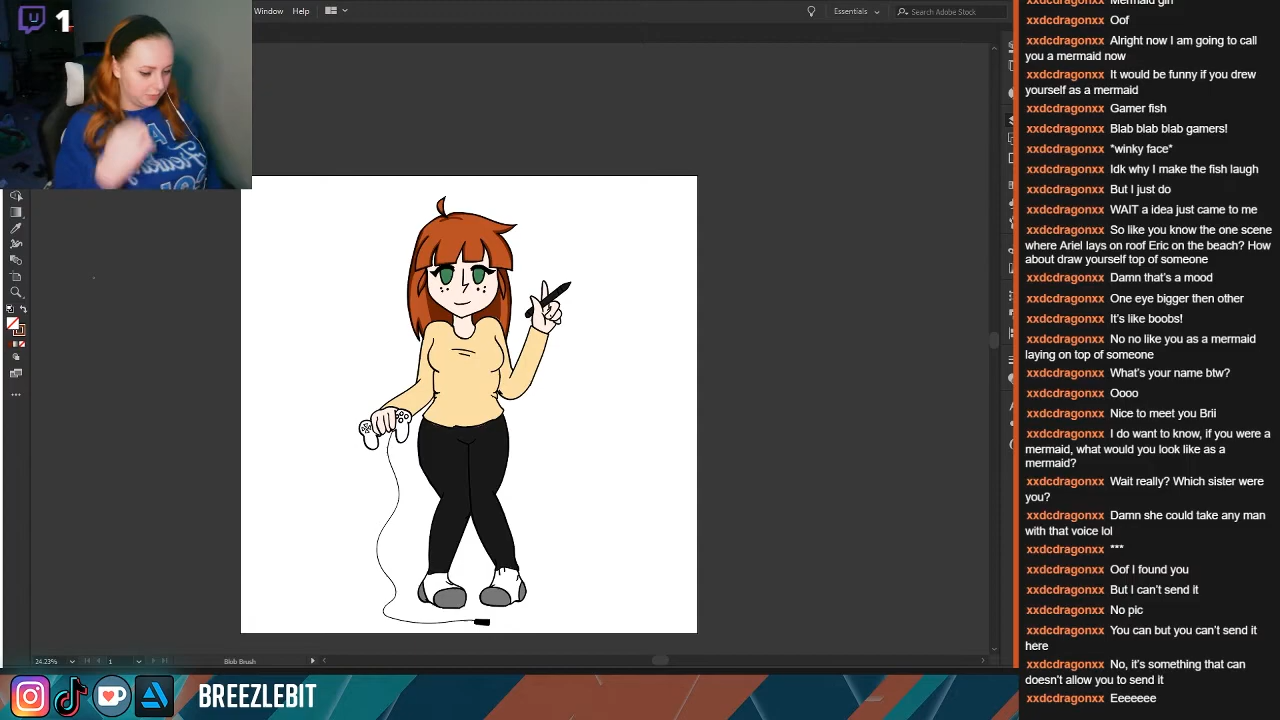 1
Window Help
Essentials
Search Adobe Stock
Mermaid girl
xxdcdragonxx Oof
xxdcdragonxx Alright now I am going to call
you a mermaid now
xxdcdragonxx It would be funny if you drew
yourself as a mermaid
xxdcdragonxx Gamer fish
xxdcdragonxx Blab blab blab gamers!
xxdcdragonxx *winky face*
xxdcdragonxx Idk why I make the fish laugh
xxdcdragonxx But I just do
xxdcdragonxx WAIT a idea just came to me
xxdcdragonxx So like you know the one scene
where Ariel lays on roof Eric on the beach? How
about draw yourself top of someone
xxdcdragonxx Damn that's a mood
xxdcdragonxx One eye bigger then other
xxdcdragonxx It's like boobs!
xxdcdragonxx No no like you as a mermaid
laying on top of someone
xxdcdragonxx What's your name btw?
xxdcdragonxx Oooo
xxdcdragonxx Nice to meet you Brii
xxdcdragonxx I do want to know, if you were a
mermaid, what would you look like as a
mermaid?
xxdcdragonxx Wait really? Which sister were
you?
xxdcdragonxx Damn she could take any man
with that voice lol
xxdcdragonxx ***
xxdcdragonxx Oof I found you
xxdcdragonxx But I can't send it
xxdcdragonxx No pic
xxdcdragonxx You can but you can't send it
here
xxdcdragonxx No, it's something that can
doesn't allow you to send it
xxdcdragonxx Eeeeeee
24.23%
1
Blob Brush
BREEZLEBIT